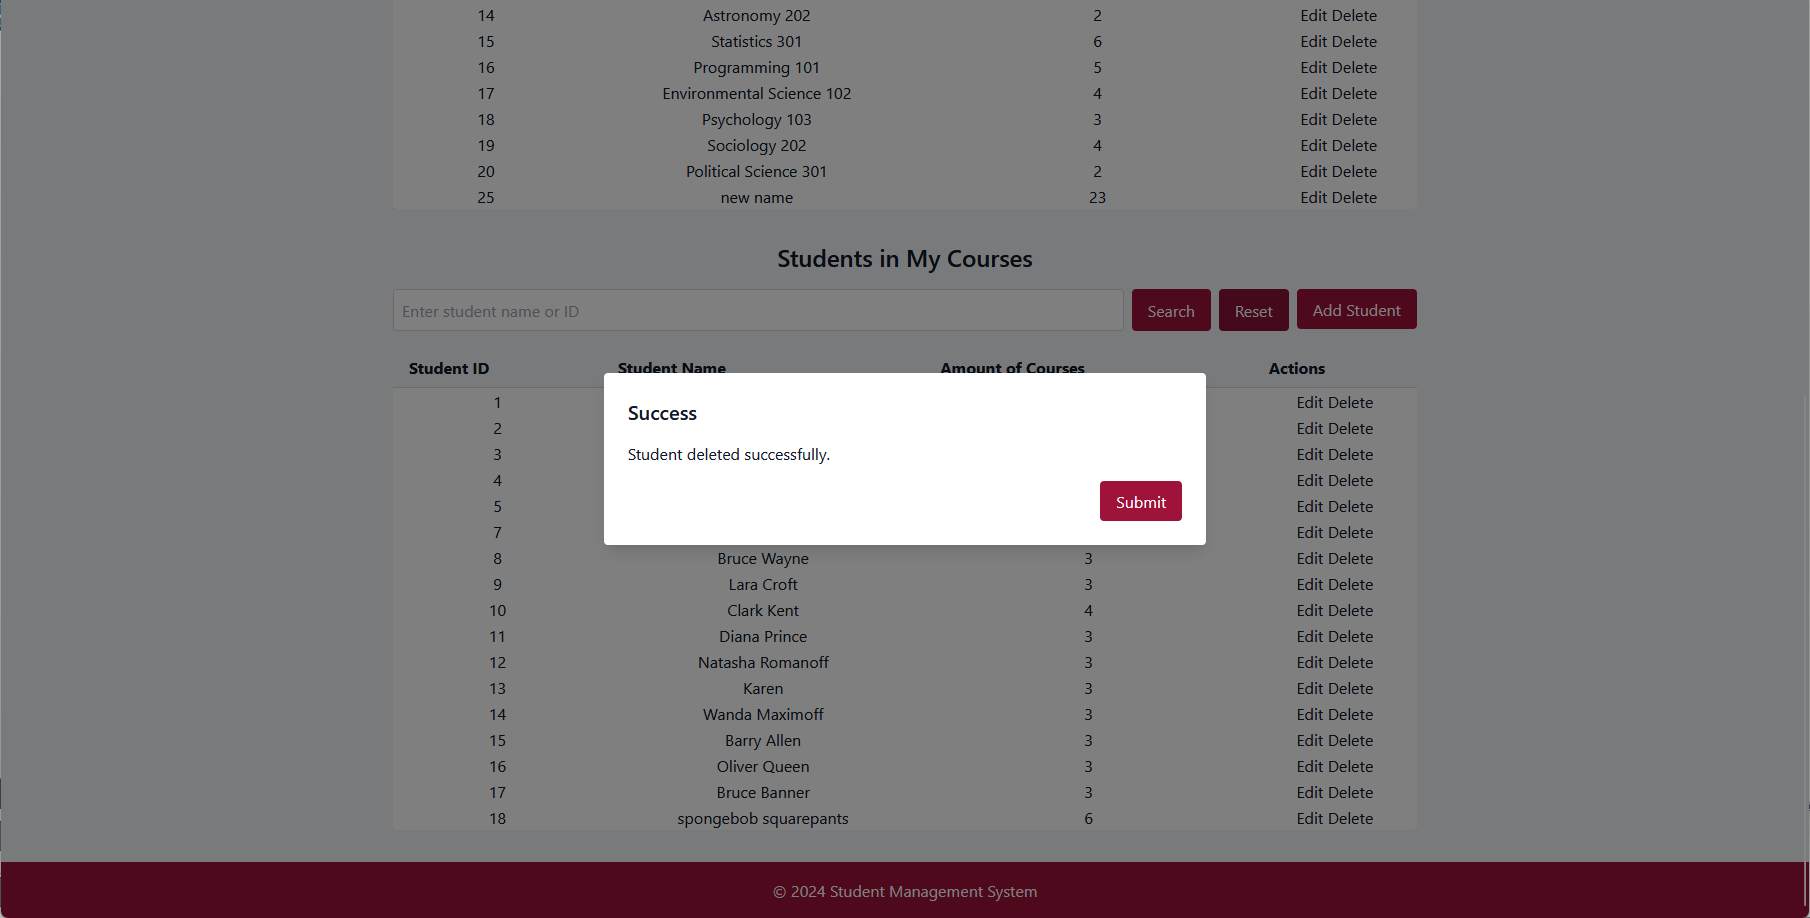 14 Astronomy 202 2 Edit Delete
15 Statistics 301 6 Edit Delete
16 Programming 101 5 Edit Delete
17 Environmental Science 102 4 Edit Delete
18 Psychology 103 3 Edit Delete
19 Sociology 202 4 Edit Delete
20 Political Science 301 2 Edit Delete
25 new name 23 Edit Delete
Students in My Courses
Enter student name or ID Search Reset Add Student
Student ID Student Name Amount of Courses Actions
1 Edit Delete
2 Edit Delete
3 Edit Delete
4 Edit Delete
5 Edit Delete
7 Edit Delete
Success
Student deleted successfully.
Submit
8 Bruce Wayne 3 Edit Delete
9 Lara Croft 3 Edit Delete
10 Clark Kent 4 Edit Delete
11 Diana Prince 3 Edit Delete
12 Natasha Romanoff 3 Edit Delete
13 Karen 3 Edit Delete
14 Wanda Maximoff 3 Edit Delete
15 Barry Allen 3 Edit Delete
16 Oliver Queen 3 Edit Delete
17 Bruce Banner 3 Edit Delete
18 spongebob squarepants 6 Edit Delete
© 2024 Student Management System